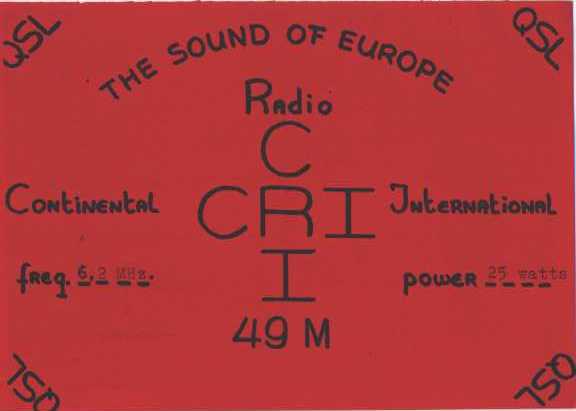 QSL
QSL
THE SOUND OF EUROPE
Radio
C
Continental CRI International
I
freq. 6,2 MHz. power 25 watts
49 M
QSL
QSL